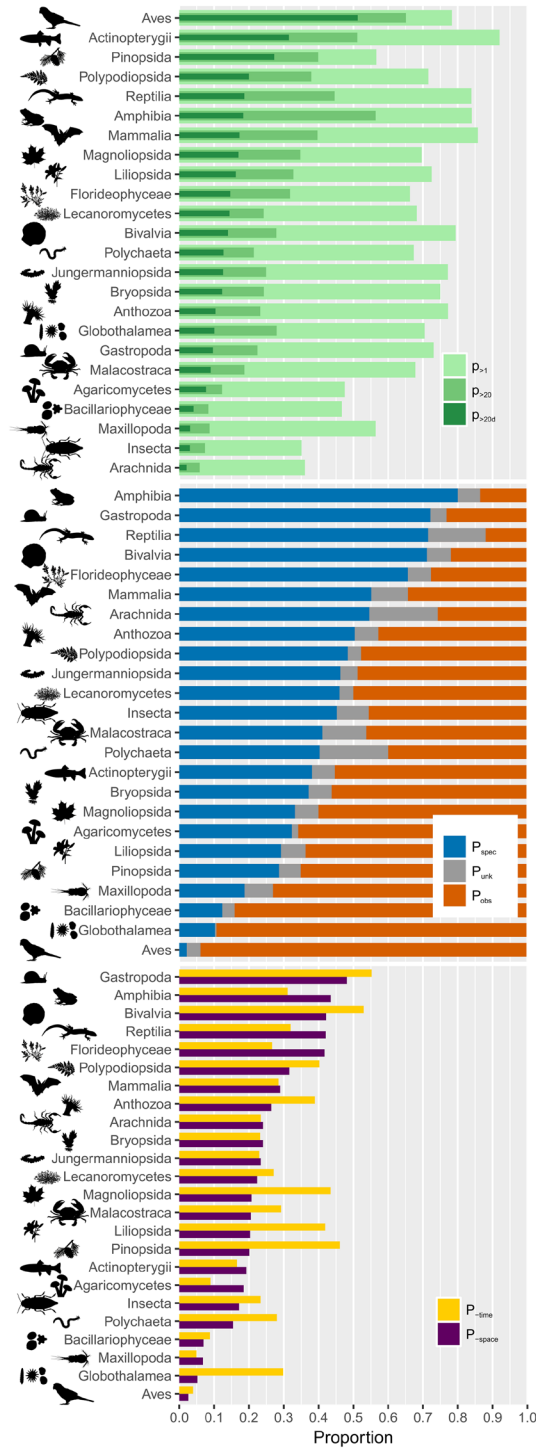 Aves
Actinopterygii
Pinopsida
Polypodiopsida
Reptilia
Amphibia
Mammalia
Magnoliopsida
Liliopsida
Florideophyceae
Lecanoromycetes
Bivalvia
Polychaeta
Jungermanniopsida
Bryopsida
Anthozoa
Globothalamea
Gastropoda
Malacostraca
Agaricomycetes
Bacillariophyceae
Maxillopoda
Insecta
Arachnida
p>1
p>20
p>20d
Amphibia
Gastropoda
Reptilia
Bivalvia
Florideophyceae
Mammalia
Arachnida
Anthozoa
Polypodiopsida
Jungermanniopsida
Lecanoromycetes
Insecta
Malacostraca
Polychaeta
Actinopterygii
Bryopsida
Magnoliopsida
Agaricomycetes
Liliopsida
Pinopsida
Maxillopoda
Bacillariophyceae
Globothalamea
Aves
Pspec
Punk
Pobs
Gastropoda
Amphibia
Bivalvia
Reptilia
Florideophyceae
Polypodiopsida
Mammalia
Anthozoa
Arachnida
Bryopsida
Jungermanniopsida
Lecanoromycetes
Magnoliopsida
Malacostraca
Liliopsida
Pinopsida
Actinopterygii
Agaricomycetes
Insecta
Polychaeta
Bacillariophyceae
Maxillopoda
Globothalamea
Aves
P−time
P−space
0.0 0.1 0.2 0.3 0.4 0.5 0.6 0.7 0.8 0.9 1.0
Proportion